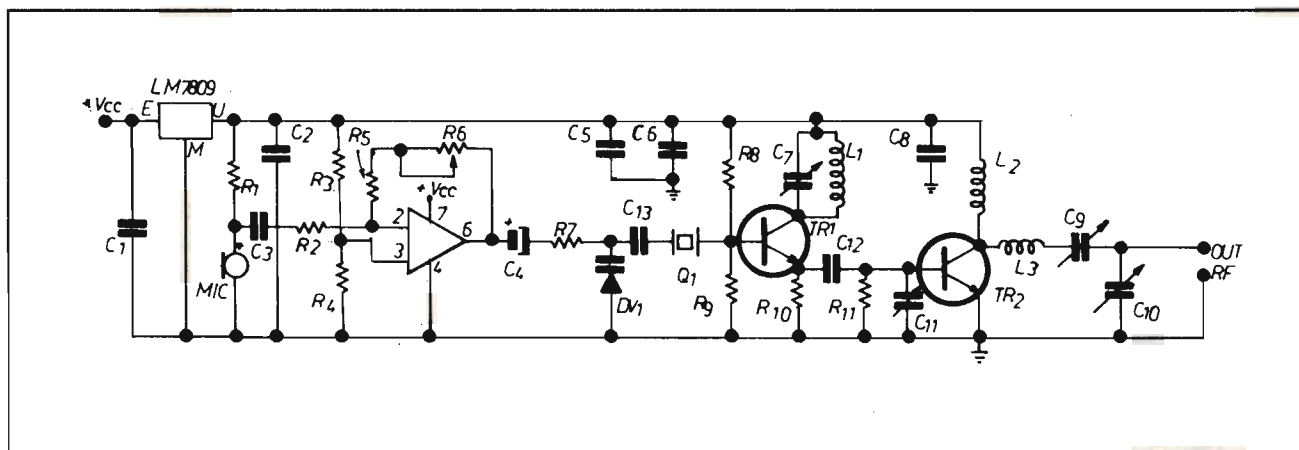 LM7809
+Vcc
E
U
M
C1
R1
C2
MIC
C3
R2
R3
R4
R5
R6
+Vcc
2
3
7
4
6
C4
R7
DV1
C5
C6
C13
Q1
R8
R9
C7
L1
TR1
R10
C12
R11
C11
C8
L2
TR2
L3
C9
C10
OUT
RF